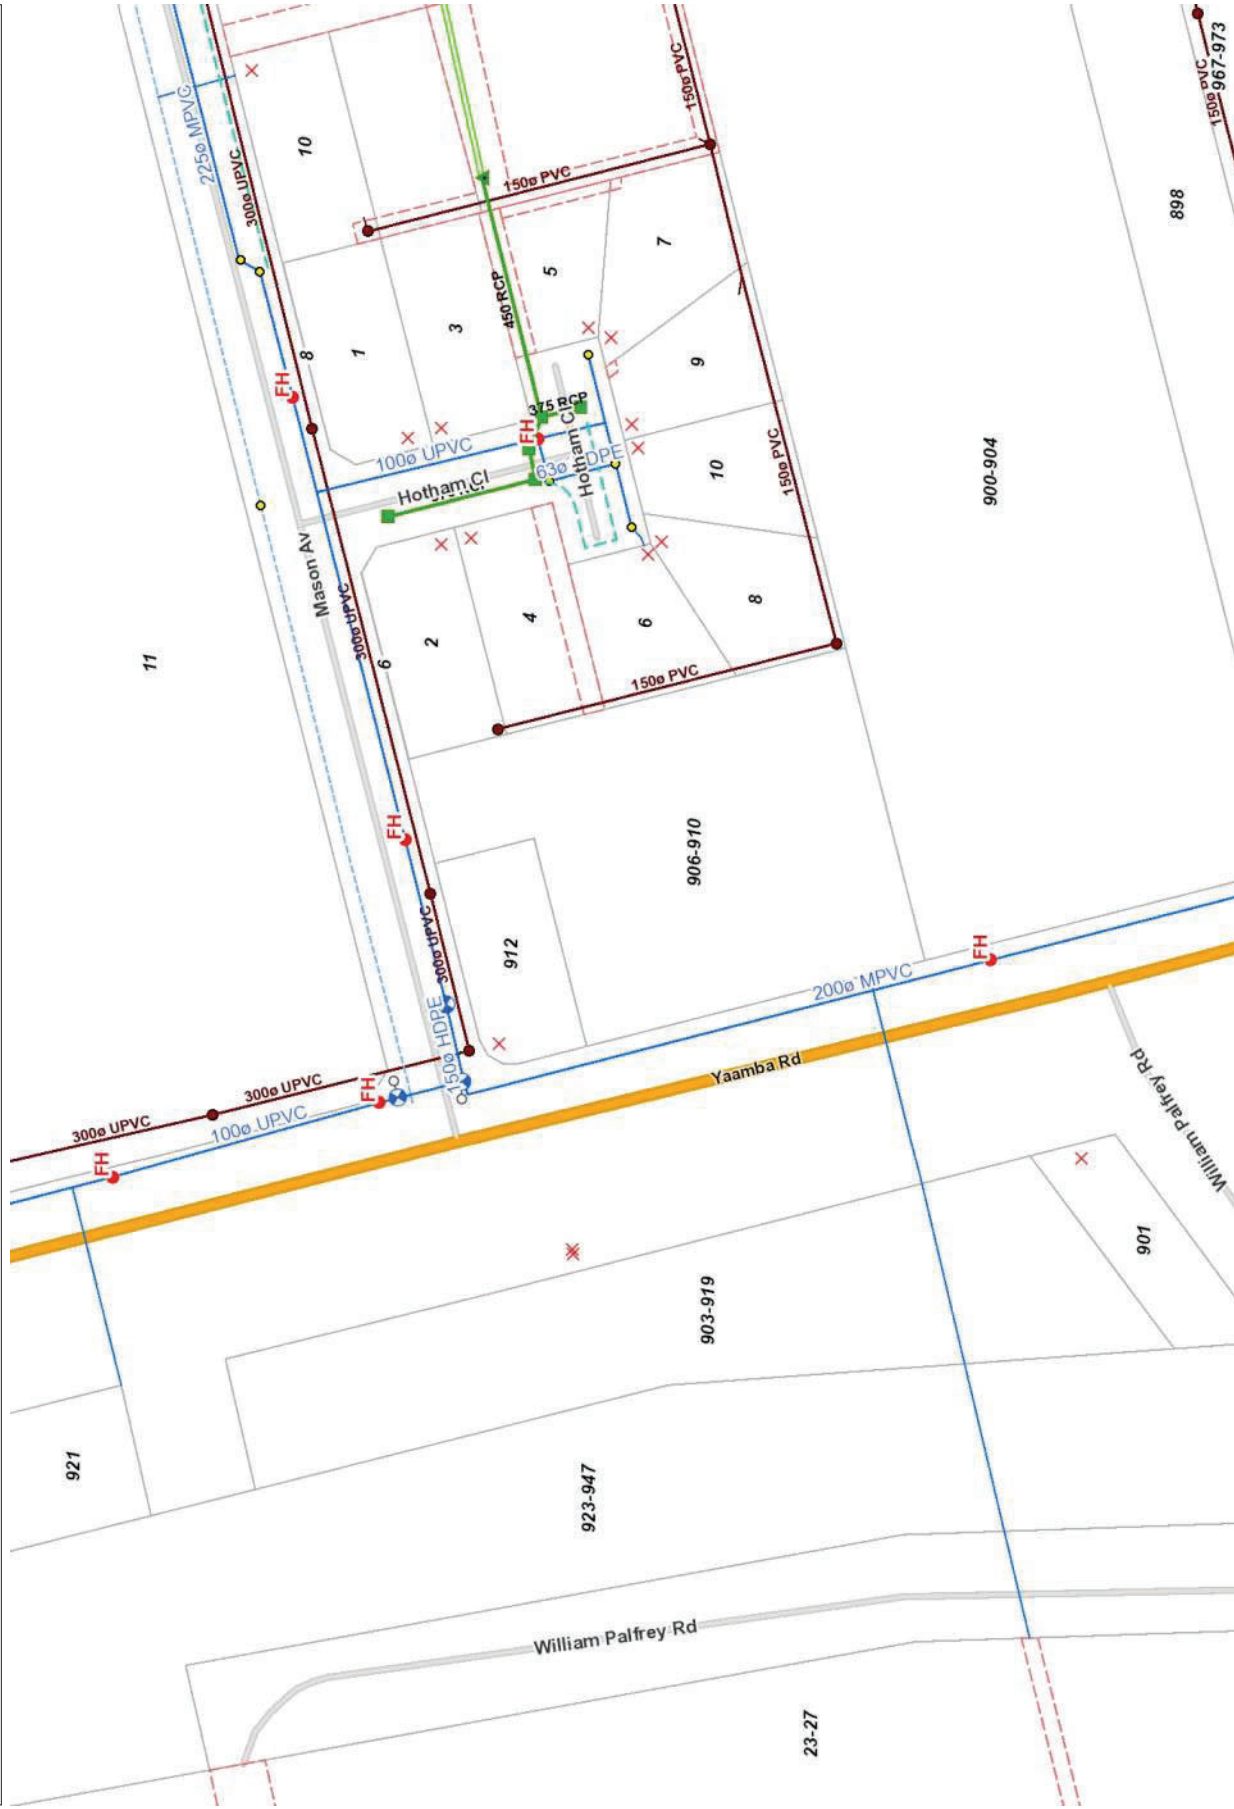 967-973
150ø PVC
150ø PVC
225ø MPVC
300ø UPVC
10
150ø PVC
898
7
5
450 RCP
3
1
8
FH
9
375 RCP
FH
Hotham Cl
150ø PVC
100ø UPVC
63ø
DPE
10
900-904
Hotham Cl
Mason Av
300ø UPVC
11
2
6
4
6
8
150ø PVC
FH
906-910
300ø UPVC
912
FH
200ø MPVC
150ø HDPE
Yaamba Rd
300ø UPVC
FH
100ø UPVC
300ø UPVC
FH
William Palfrey Rd
901
903-919
921
923-947
William Palfrey Rd
23-27